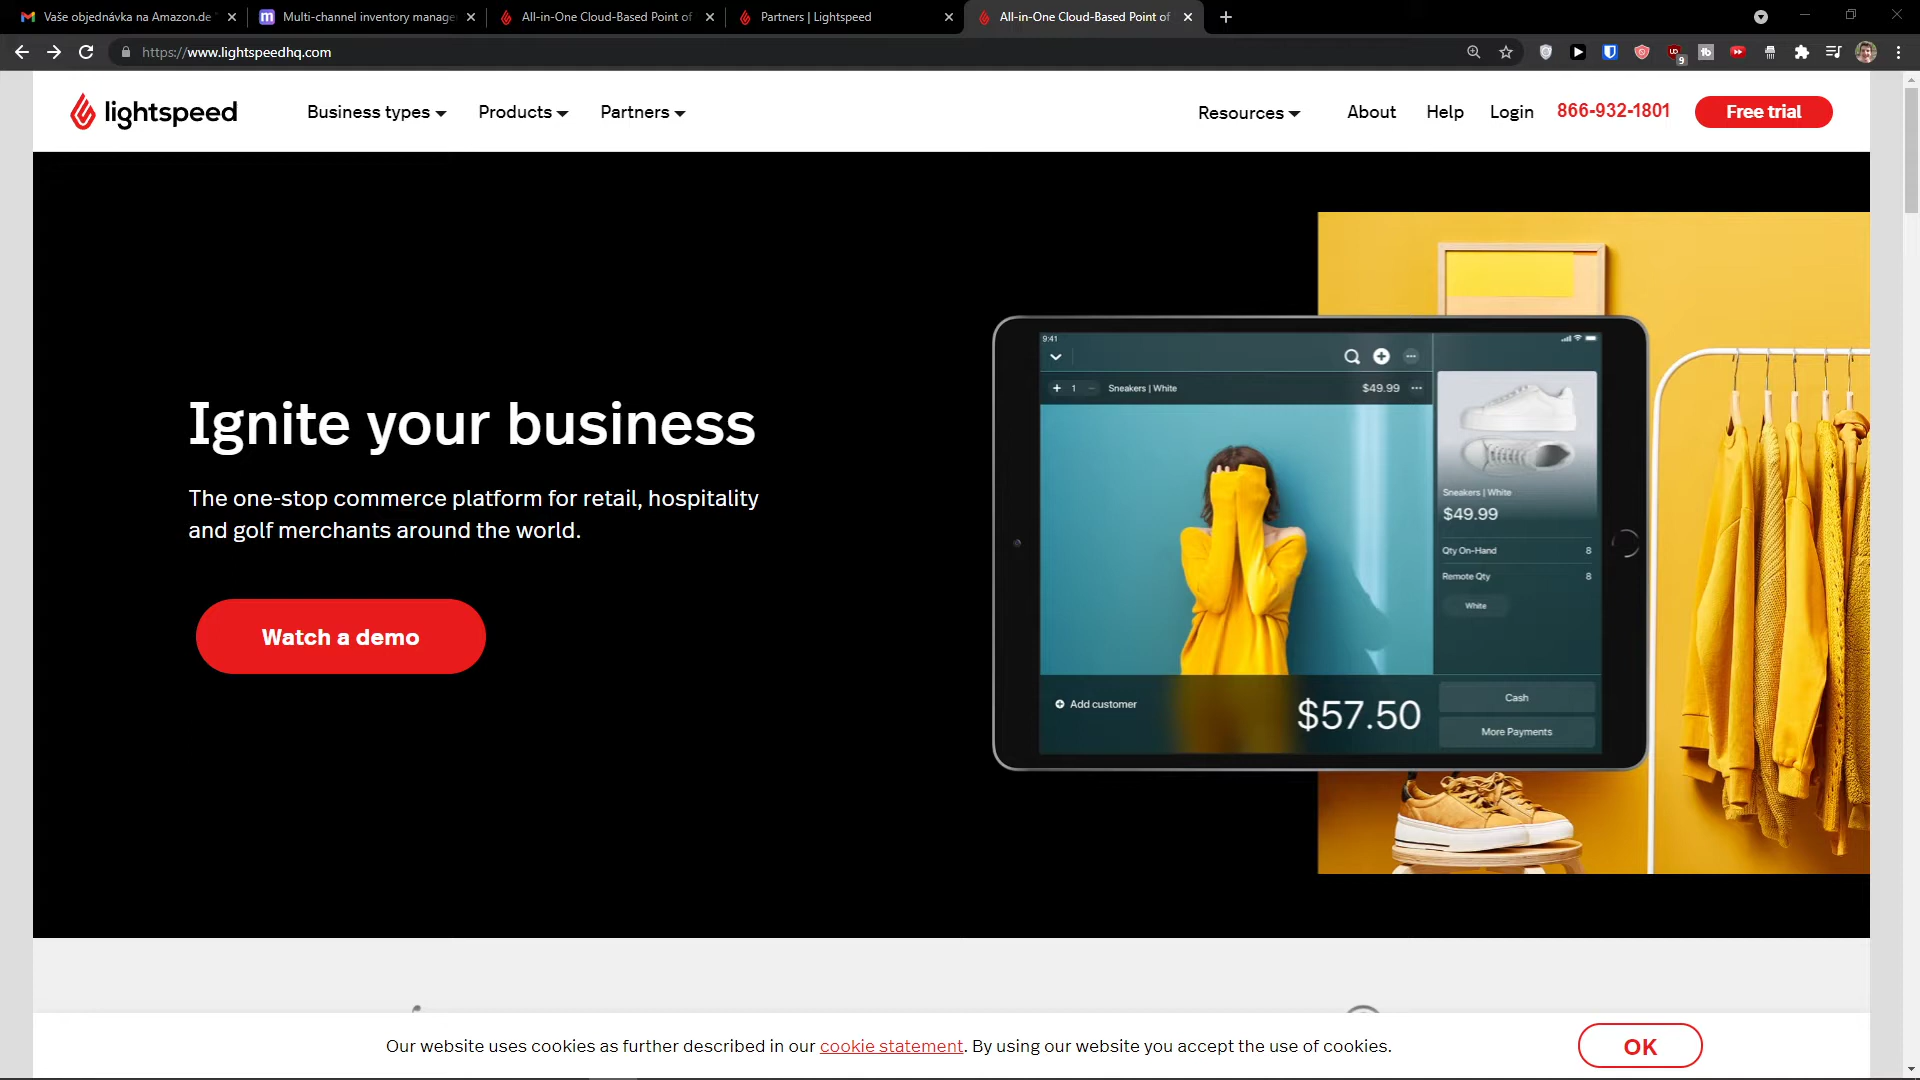 Vaše objednávka na Amazon.de
Multi-channel inventory manage
All-in-One Cloud-Based Point of
Partners | Lightspeed
All-in-One Cloud-Based Point of
https://www.lightspeedhq.com
9
lightspeed
Business types
Products
Partners
Resources
About
Help
Login
866-932-1801
Free trial
Ignite your business
The one-stop commerce platform for retail, hospitality
and golf merchants around the world.
Watch a demo
9:41
1
Sneakers | White
$49.99
Sneakers | White
$49.99
Qty On-Hand 8
Remote Qty 8
White
Add customer
$57.50
Cash
More Payments
Our website uses cookies as further described in our cookie statement. By using our website you accept the use of cookies.
OK